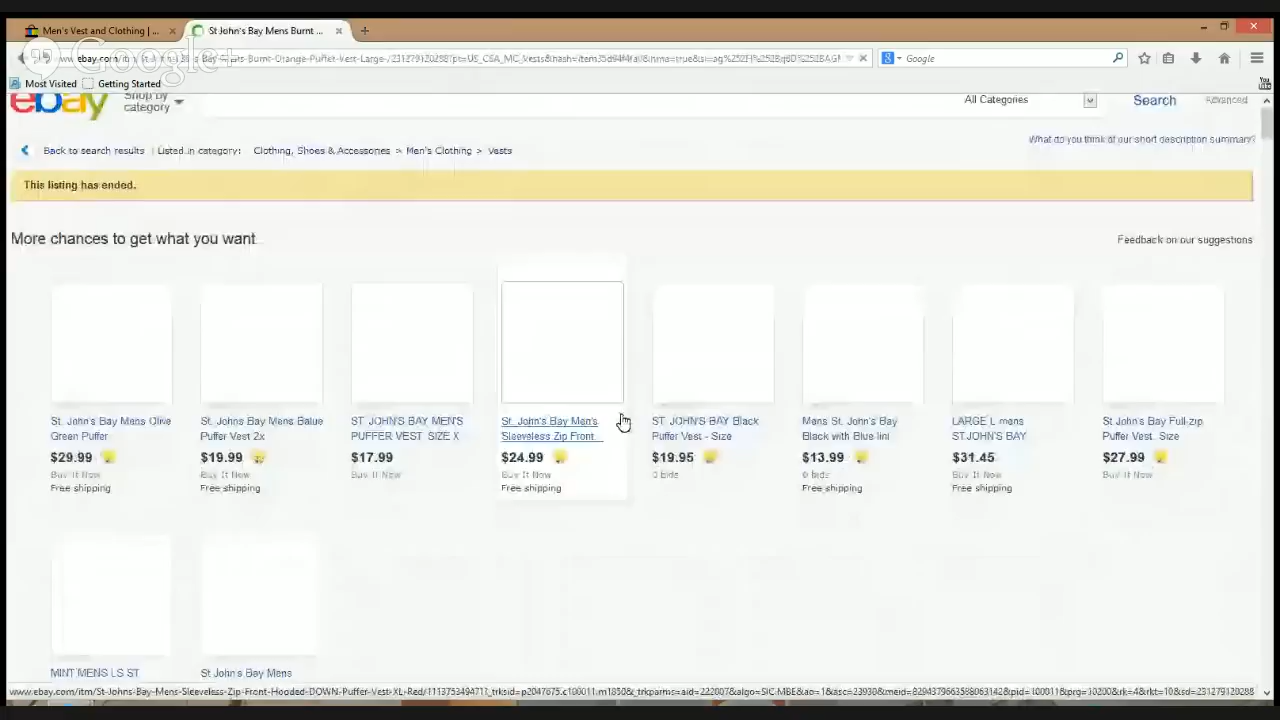 Men's Vest and Clothing | ...
St John's Bay Mens Burnt ...
Google+
Google
Most Visited
Getting Started
ebay
Shop by
category
All Categories
Search
Advanced
What do you think of our short description summary?
Back to search results | Listed in category: Clothing, Shoes & Accessories > Men's Clothing > Vests
This listing has ended.
More chances to get what you want
Feedback on our suggestions
St. John's Bay Mens Olive
Green Puffer
$29.99
Buy It Now
Free shipping
St. Johns Bay Mens Balue
Puffer Vest 2x
$19.99
Buy It Now
Free shipping
ST. JOHN'S BAY MEN'S
PUFFER VEST SIZE X
$17.99
Buy It Now
St. John's Bay Men's
Sleeveless Zip Front...
$24.99
Buy It Now
Free shipping
ST. JOHN'S BAY Black
Puffer Vest - Size
$19.95
0 Bids
Mens St. John's Bay
Black with Blue lini
$13.99
0 Bids
Free shipping
LARGE L mens
ST.JOHN'S BAY
$31.45
Buy It Now
Free shipping
St John's Bay Full-zip
Puffer Vest. Size
$27.99
Buy It Now
MINT MENS LS ST
St John's Bay Mens